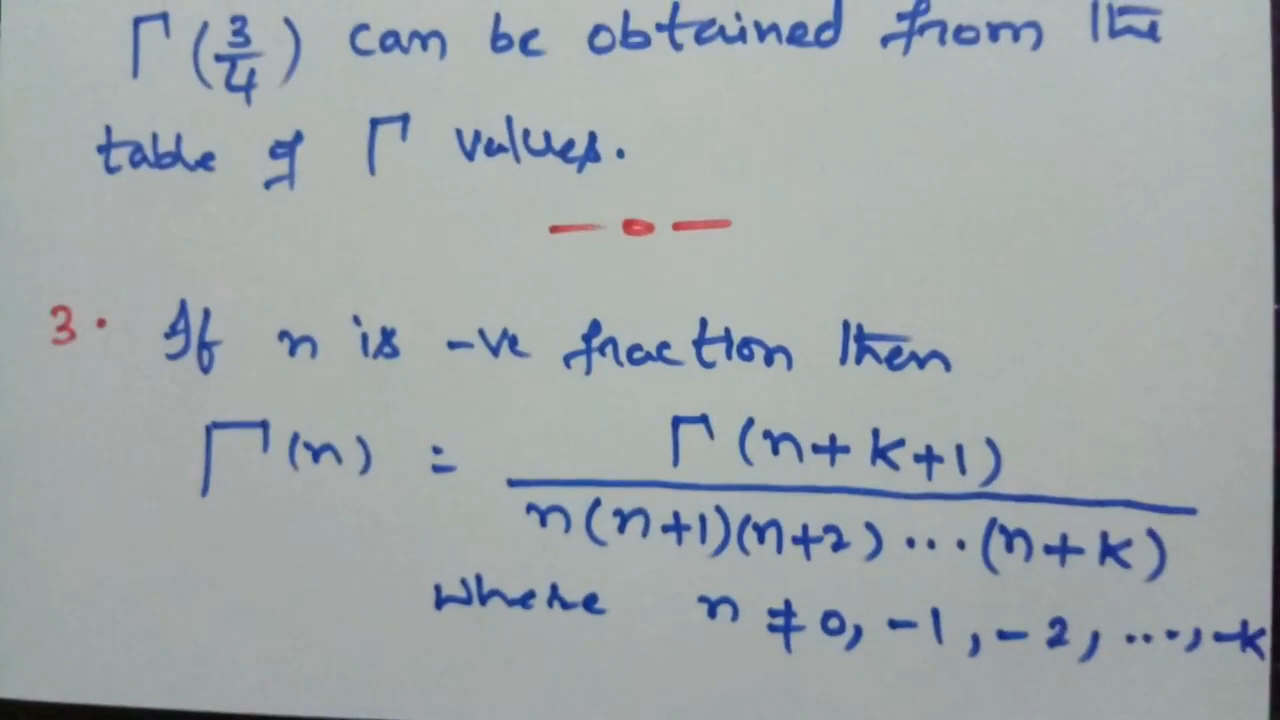 Γ(3/4) can be obtained from the
table of Γ values.
3. If n is -ve fraction then
Γ(n) = Γ(n+k+1) / n(n+1)(n+2)...(n+k)
where n ≠ 0, -1, -2, ..., -k